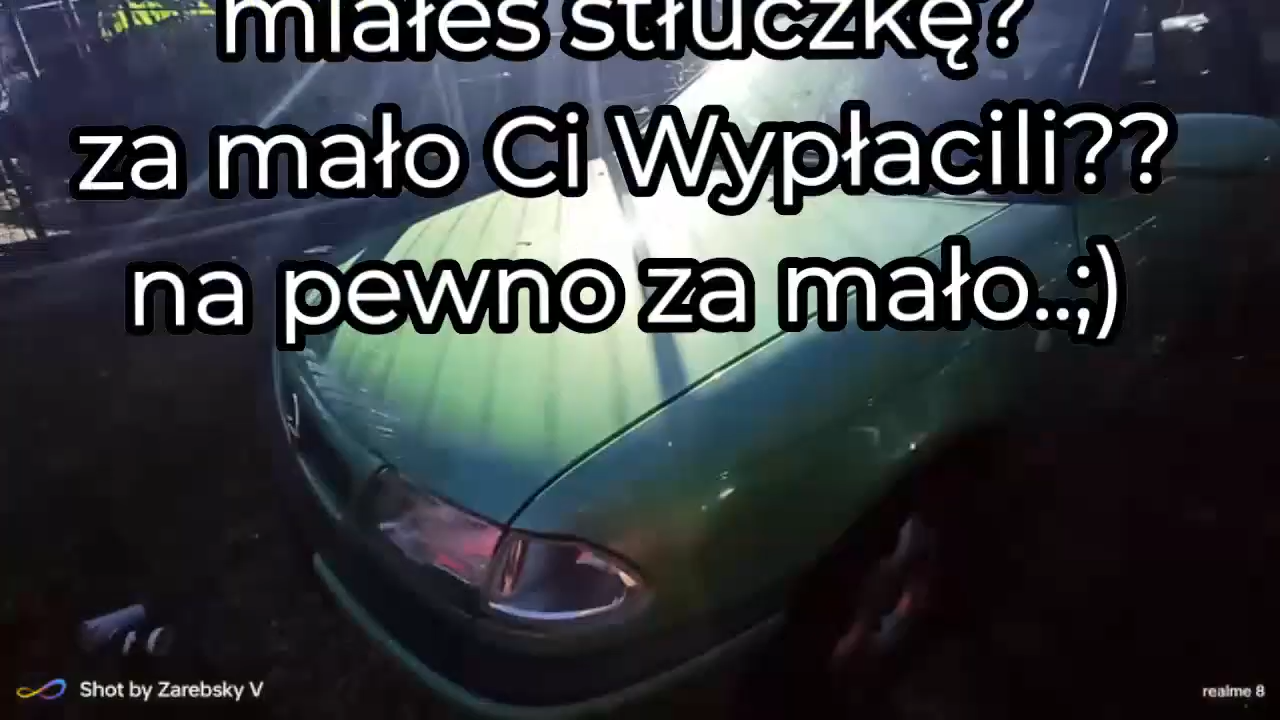 miałeś stłuczkę?
za mało Ci Wypłacili??
na pewno za mało..;)
Shot by Zarebsky V
realme 8